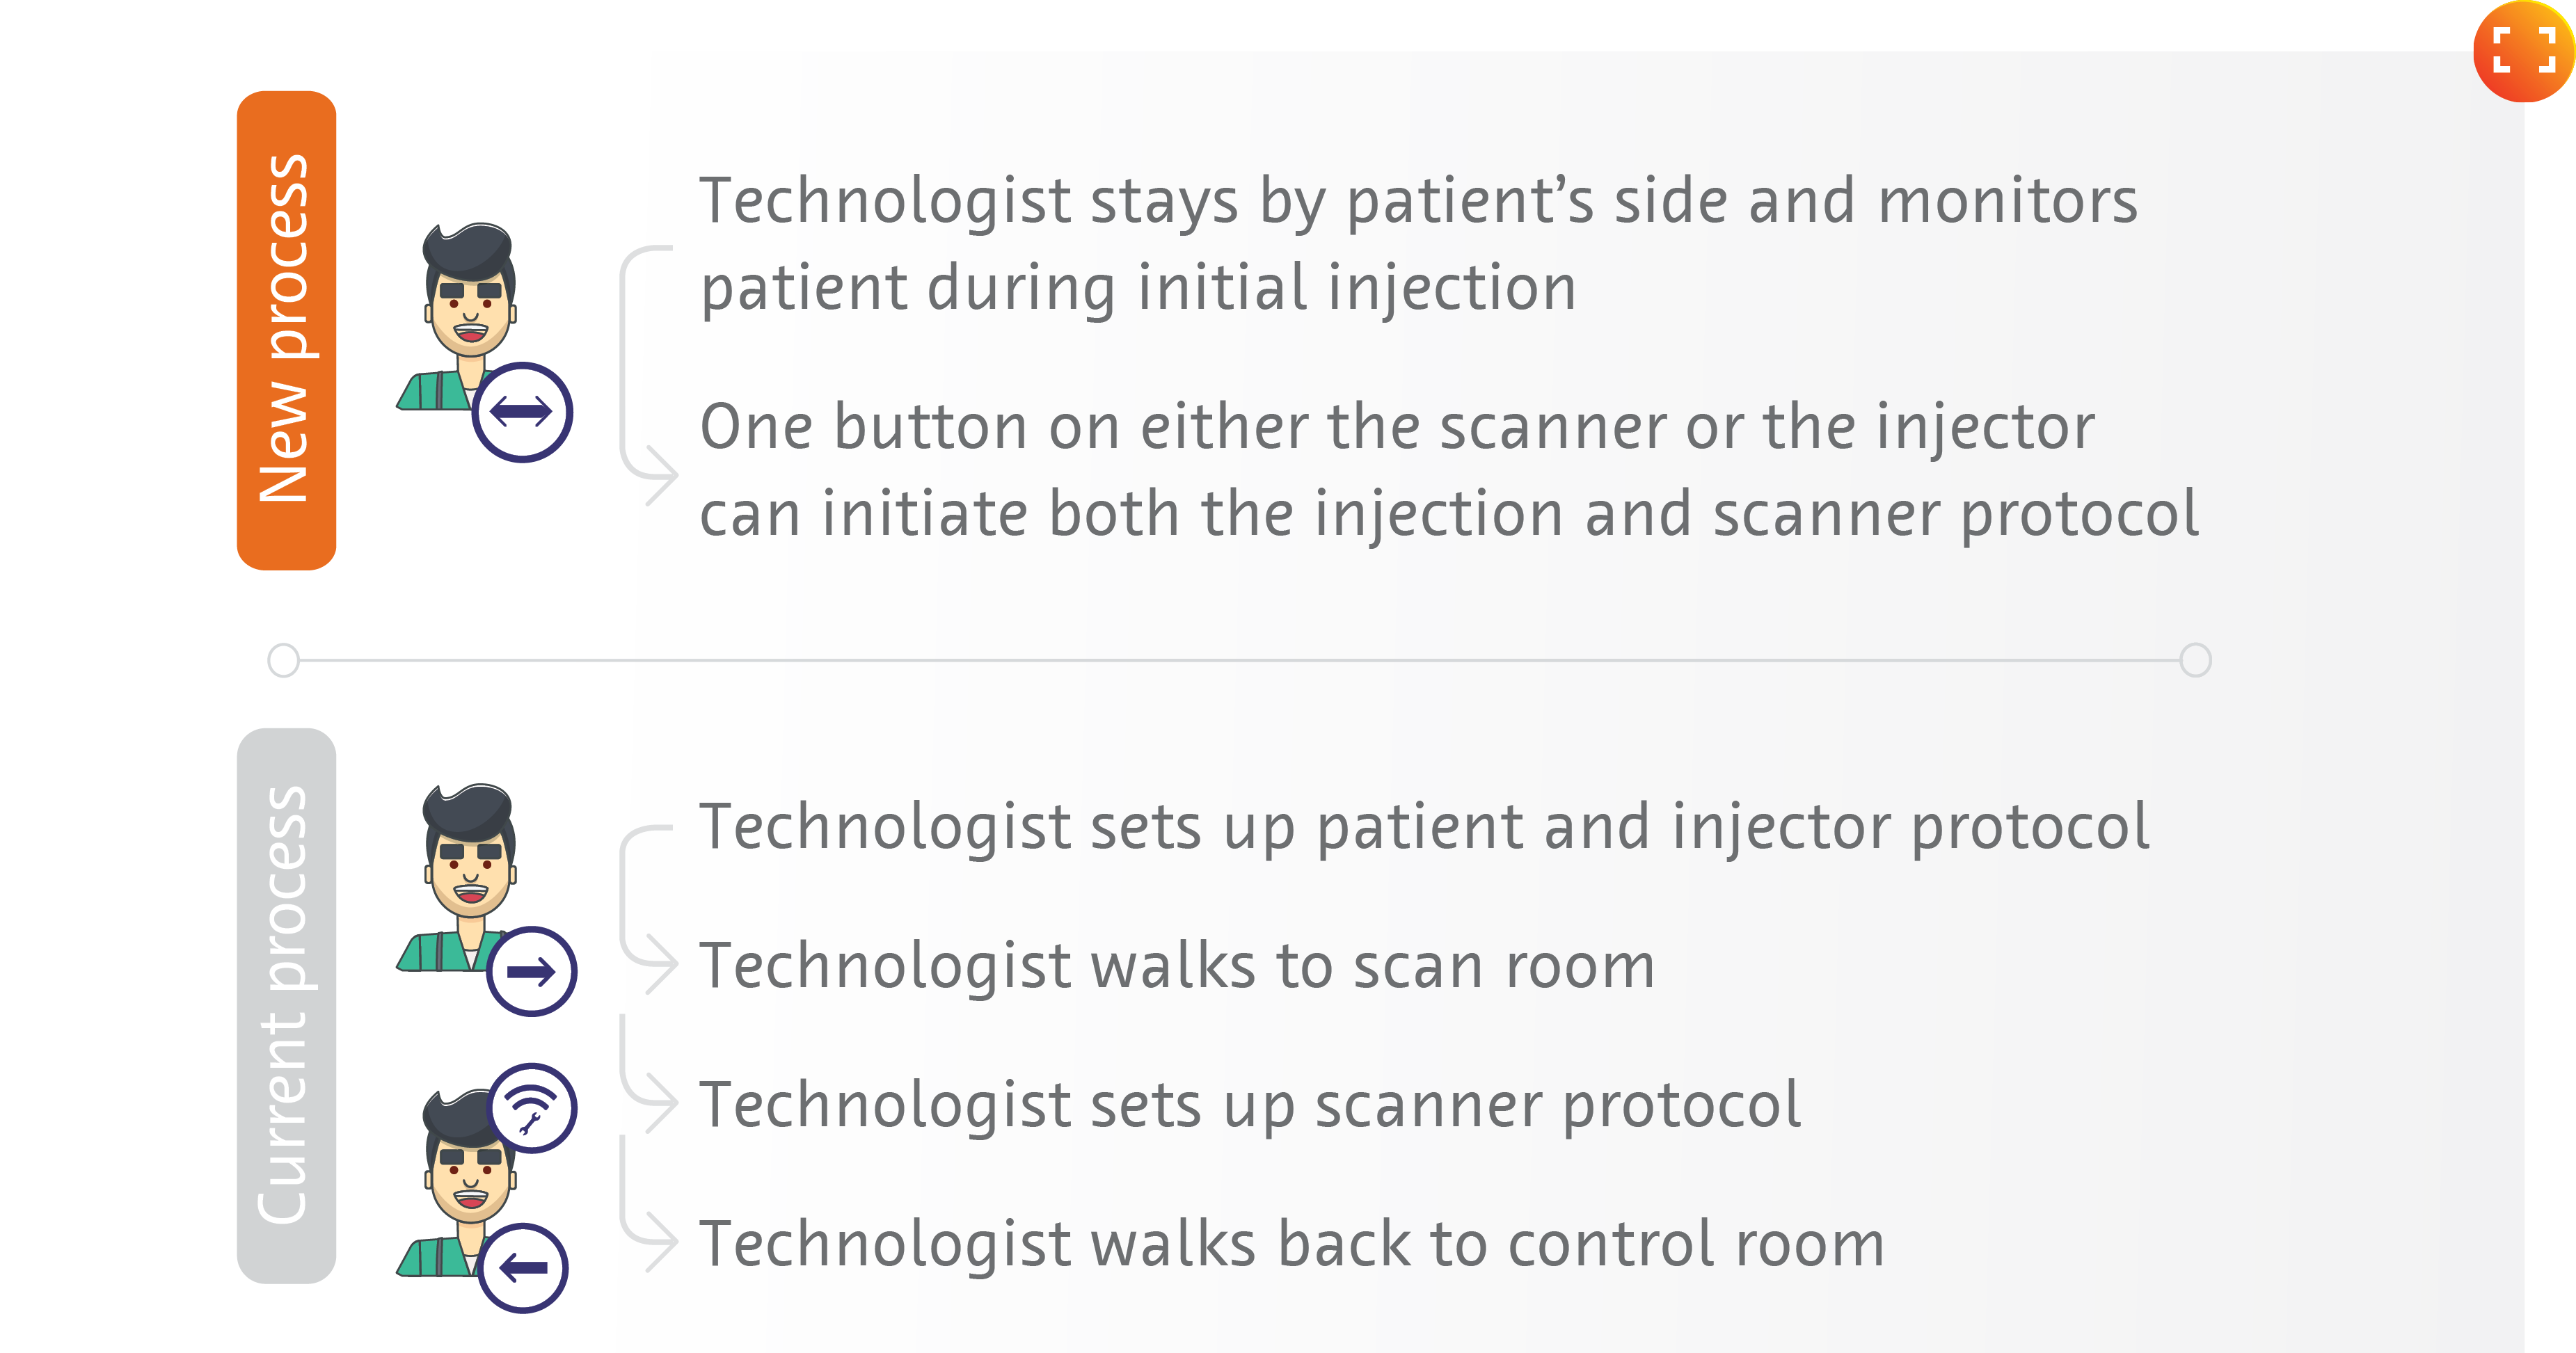 New process
Technologist stays by patient’s side and monitors
patient during initial injection
One button on either the scanner or the injector
can initiate both the injection and scanner protocol
Current process
Technologist sets up patient and injector protocol
Technologist walks to scan room
Technologist sets up scanner protocol
Technologist walks back to control room